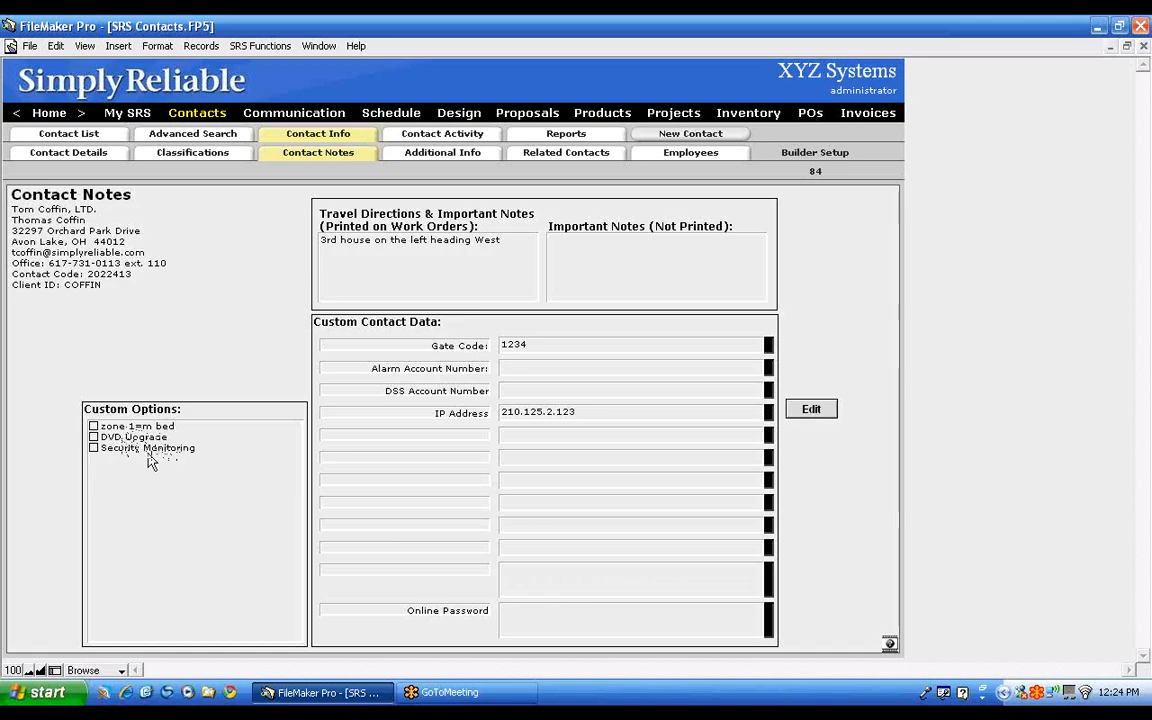 FileMaker Pro - [SRS Contacts.FP5]
File Edit View Insert Format Records SRS Functions Window Help
SimplyReliable
XYZ Systems
administrator
< Home > My SRS Contacts Communication Schedule Design Proposals Products Projects Inventory POs Invoices
Contact List Advanced Search Contact Info Contact Activity Reports New Contact
Contact Details Classifications Contact Notes Additional Info Related Contacts Employees Builder Setup
84
Contact Notes
Tom Coffin, LTD.
Thomas Coffin
32297 Orchard Park Drive
Avon Lake, OH 44012
tcoffin@simplyreliable.com
Office: 617-731-0113 ext. 110
Contact Code: 2022413
Client ID: COFFIN
Travel Directions & Important Notes
(Printed on Work Orders):
Important Notes (Not Printed):
3rd house on the left heading West
Custom Contact Data:
Gate Code: 1234
Alarm Account Number:
DSS Account Number
IP Address 210.125.2.123
Online Password
Edit
Custom Options:
zone 1=m bed
DVD Upgrade
Security Monitoring
100 Browse
start FileMaker Pro - [SRS ... GoToMeeting 12:24 PM